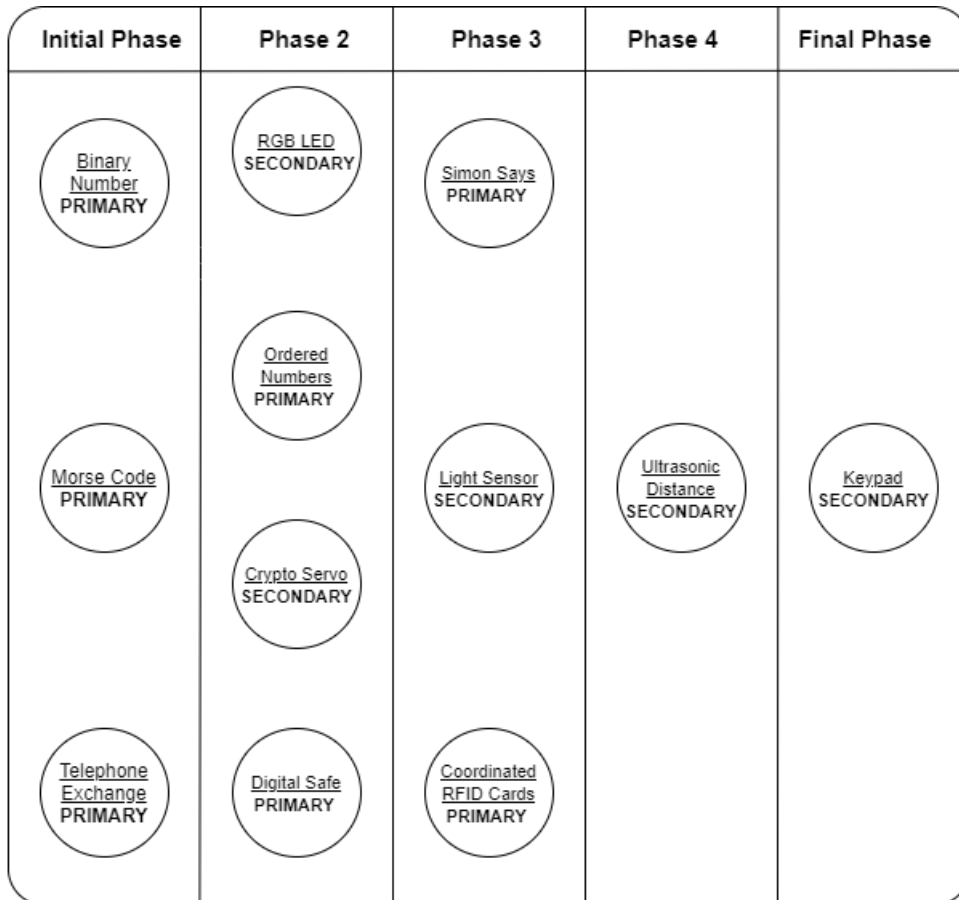 Initial Phase
Phase 2
Phase 3
Phase 4
Final Phase
Binary
Number
PRIMARY
Morse Code
PRIMARY
Telephone
Exchange
PRIMARY
RGB LED
SECONDARY
Ordered
Numbers
PRIMARY
Crypto Servo
SECONDARY
Digital Safe
PRIMARY
Simon Says
PRIMARY
Light Sensor
SECONDARY
Coordinated
RFID Cards
PRIMARY
Ultrasonic
Distance
SECONDARY
Keypad
SECONDARY